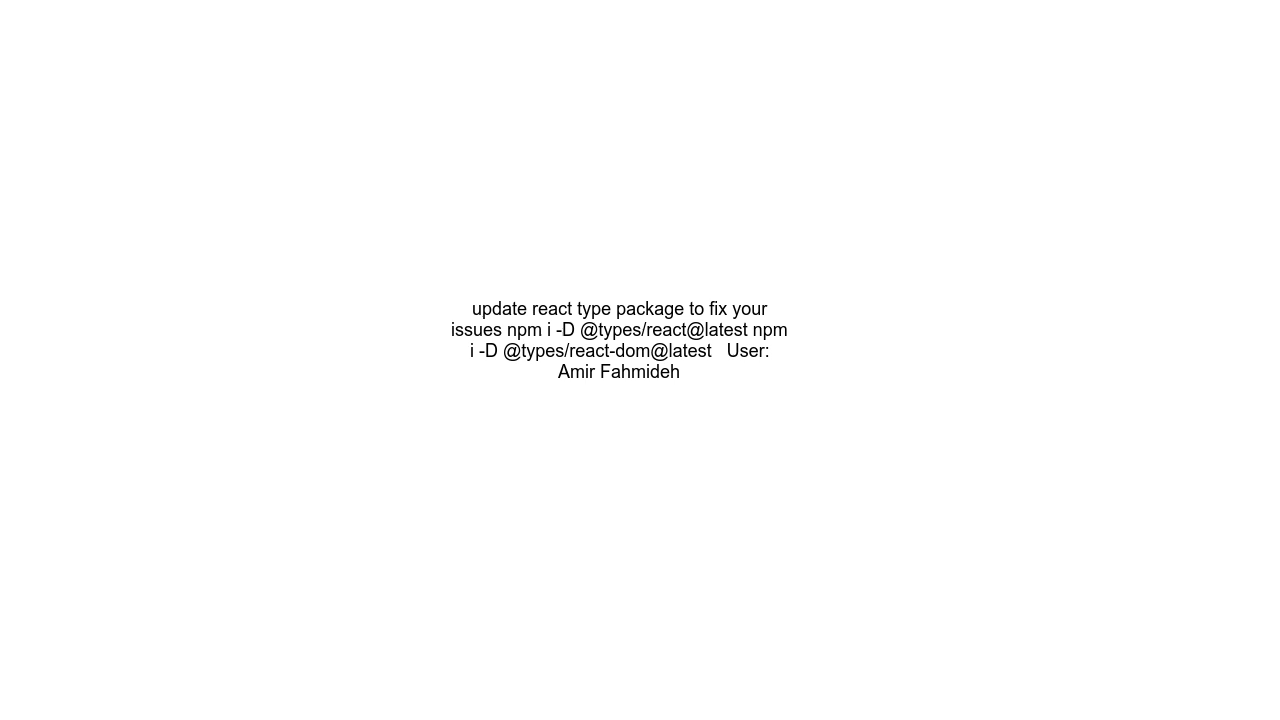 update react type package to fix your
issues npm i -D @types/react@latest npm
i -D @types/react-dom@latest   User:
Amir Fahmideh